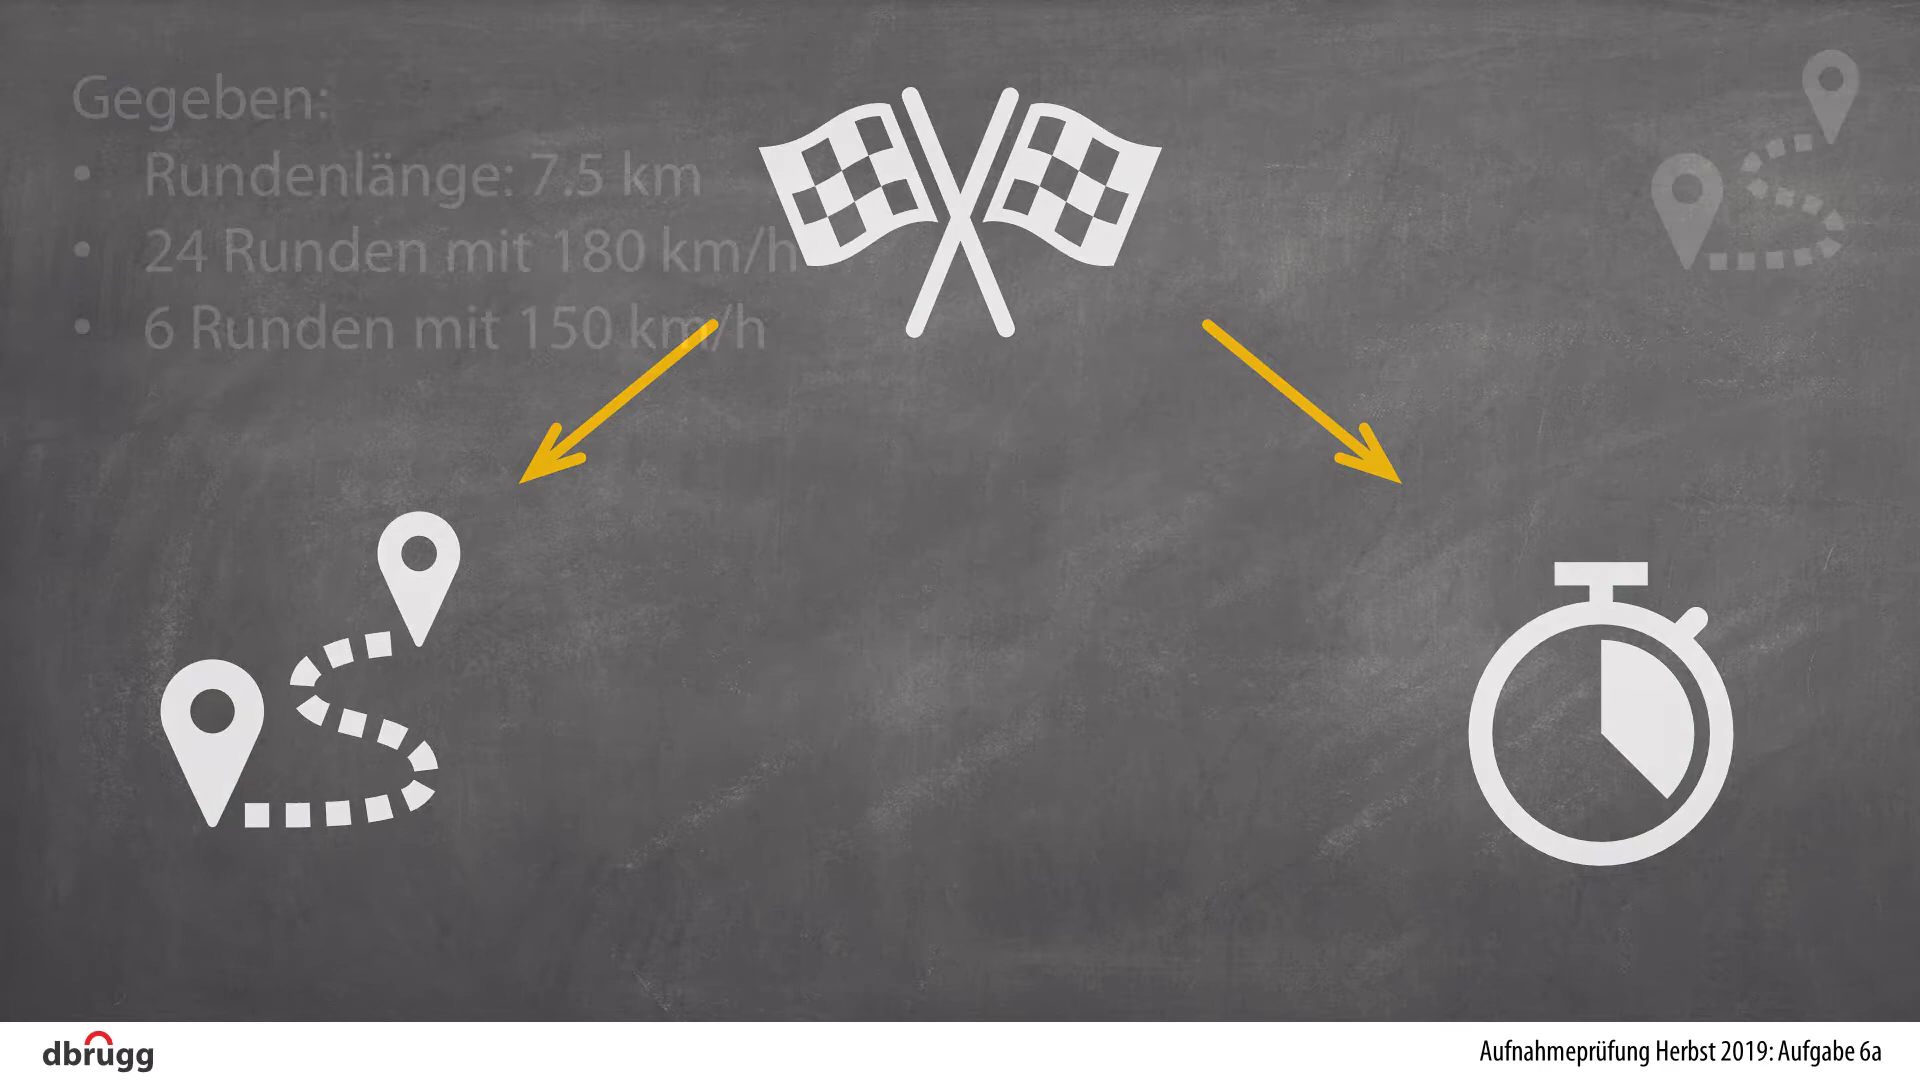 Gegeben:
• Rundenlänge: 7.5 km
• 24 Runden mit 180 km/h
• 6 Runden mit 150 km/h
dbrugg
Aufnahmeprüfung Herbst 2019: Aufgabe 6a